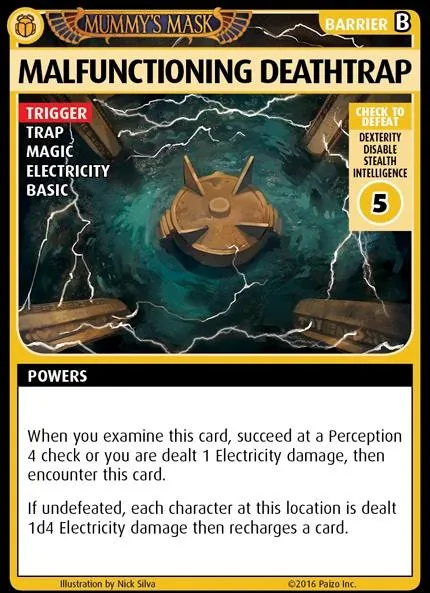 MUMMY'S MASK
BARRIER B
MALFUNCTIONING DEATHTRAP
TRIGGER
TRAP
MAGIC
ELECTRICITY
BASIC
CHECK TO
DEFEAT
DEXTERITY
DISABLE
STEALTH
INTELLIGENCE
5
POWERS
When you examine this card, succeed at a Perception
4 check or you are dealt 1 Electricity damage, then
encounter this card.
If undefeated, each character at this location is dealt
1d4 Electricity damage then recharges a card.
Illustration by Nick Silva
©2016 Paizo Inc.